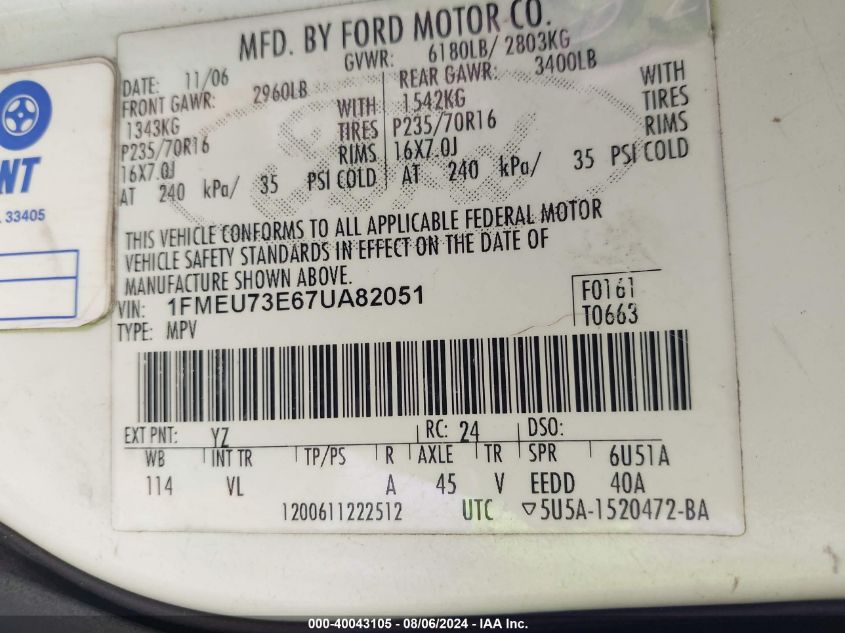 MFD. BY FORD MOTOR CO.
DATE: 11/06 GVWR: 6180LB/ 2803KG
FRONT GAWR: 2960LB REAR GAWR: 3400LB
1343KG WITH 1542KG WITH
P235/70R16 TIRES P235/70R16 TIRES
16X7.0J RIMS 16X7.0J RIMS
AT 240 kPa/ 35 PSI COLD AT 240 kPa/ 35 PSI COLD
THIS VEHICLE CONFORMS TO ALL APPLICABLE FEDERAL MOTOR
VEHICLE SAFETY STANDARDS IN EFFECT ON THE DATE OF
MANUFACTURE SHOWN ABOVE.
VIN: 1FMEU73E67UA82051 F0161
TYPE: MPV T0663
EXT PNT: YZ RC: 24 DSO:
WB INT TR TP/PS R AXLE TR SPR 6U51A
114 VL A 45 V EEDD 40A
1200611222512 UTC ▽5U5A-1520472-BA
NT
33405
000-40043105 - 08/06/2024 - IAA Inc.